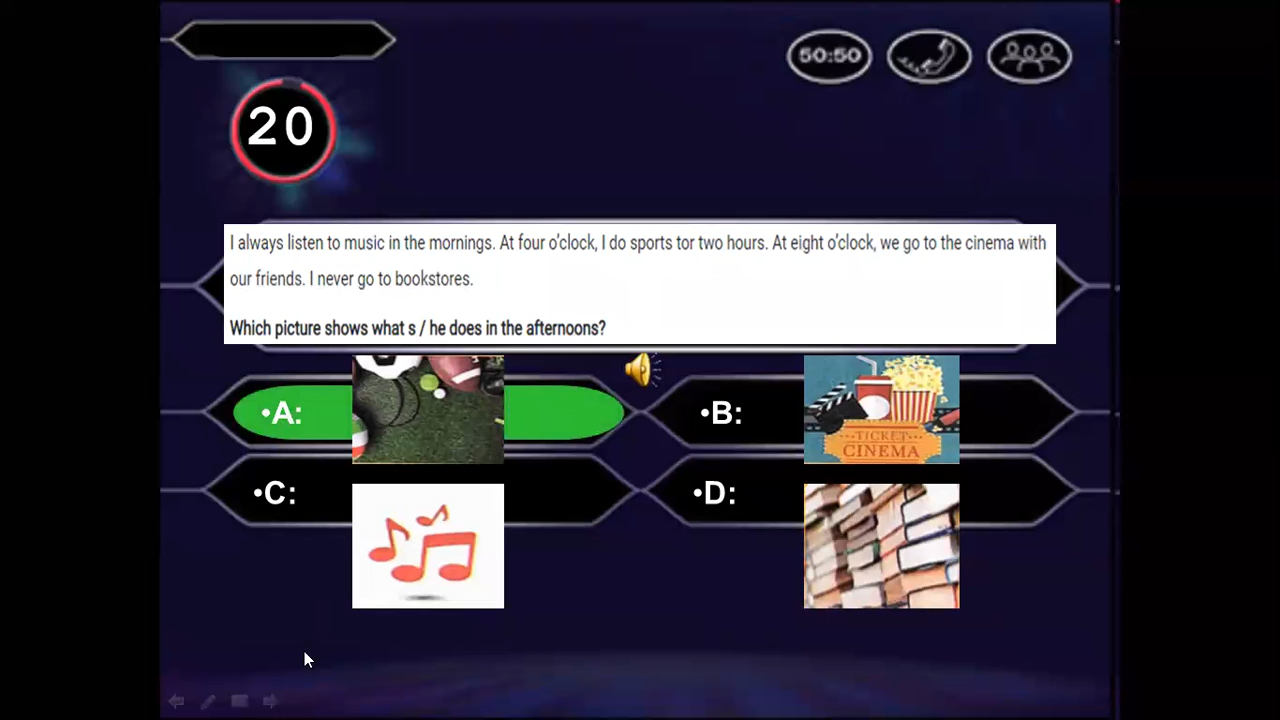 50:50
20
I always listen to music in the mornings. At four o'clock, I do sports tor two hours. At eight o'clock, we go to the cinema with
our friends. I never go to bookstores.
Which picture shows what s / he does in the afternoons?
•A:
•B:
TICKET
CINEMA
•C:
•D: